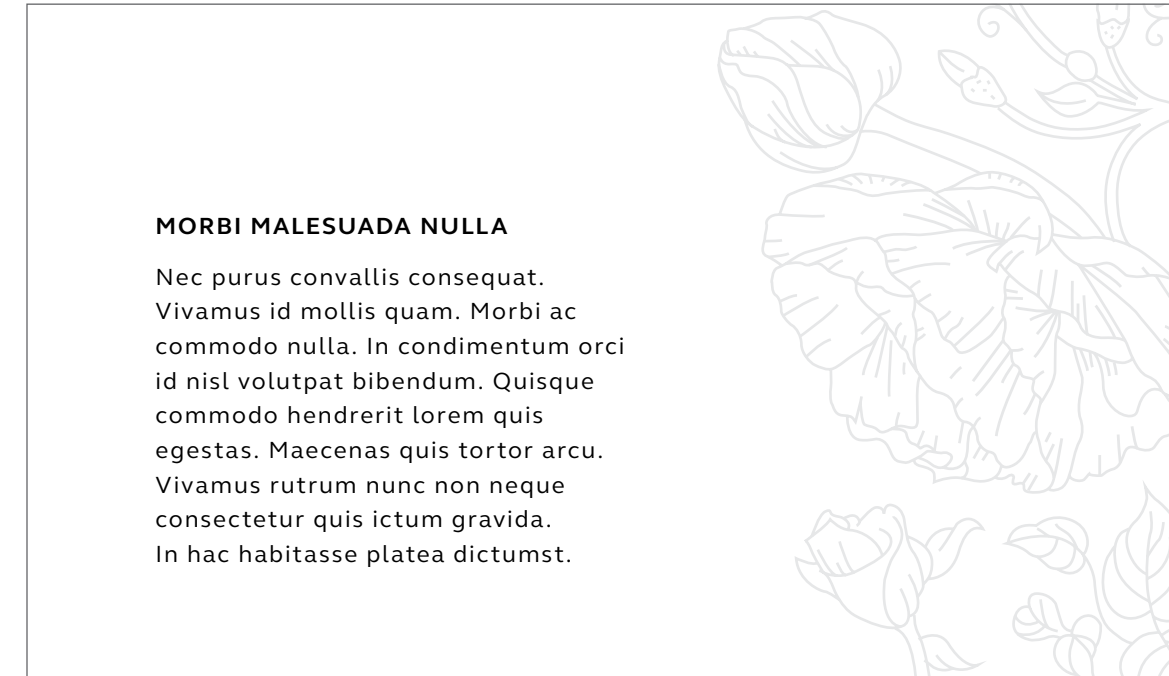 MORBI MALESUADA NULLA
Nec purus convallis consequat.
Vivamus id mollis quam. Morbi ac
commodo nulla. In condimentum orci
id nisl volutpat bibendum. Quisque
commodo hendrerit lorem quis
egestas. Maecenas quis tortor arcu.
Vivamus rutrum nunc non neque
consectetur quis ictum gravida.
In hac habitasse platea dictumst.